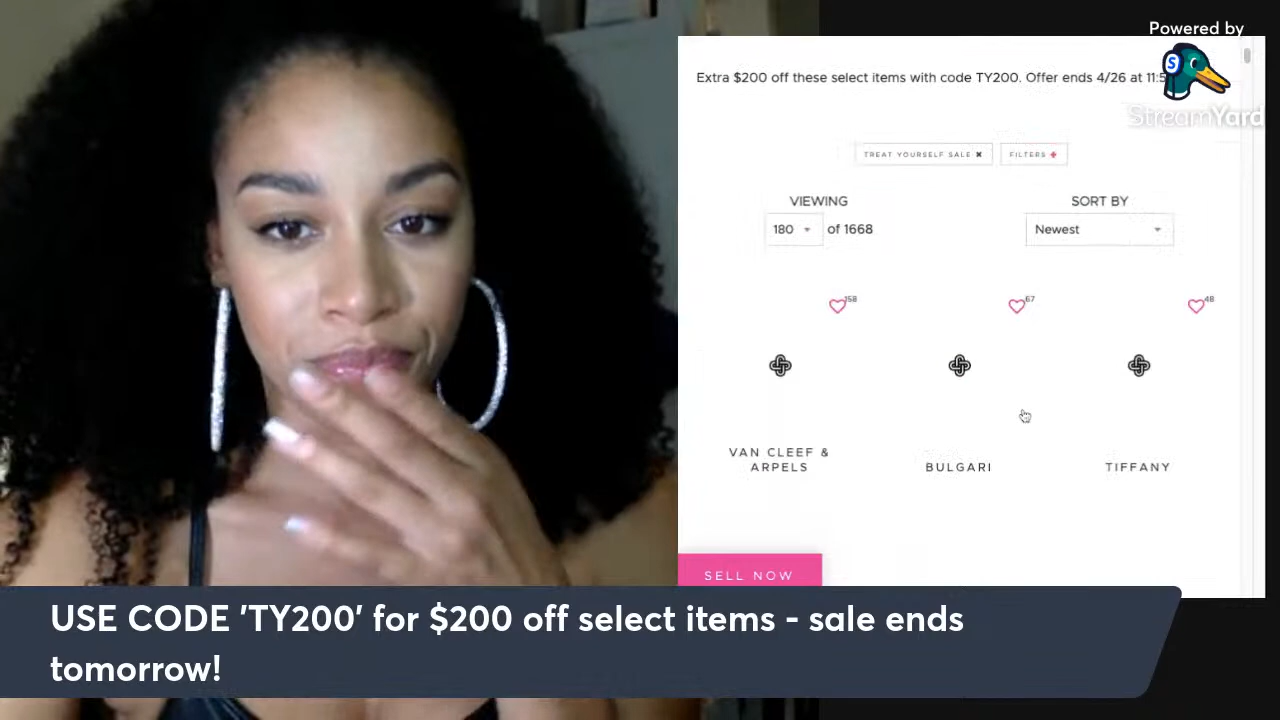 Powered by
StreamYard
Extra $200 off these select items with code TY200. Offer ends 4/26 at
TREAT YOURSELF SALE ✖
FILTERS ✚
VIEWING
180 of 1668
SORT BY
Newest
158
67
48
VAN CLEEF &
ARPELS
BULGARI
TIFFANY
SELL NOW
USE CODE 'TY200' for $200 off select items - sale ends
tomorrow!